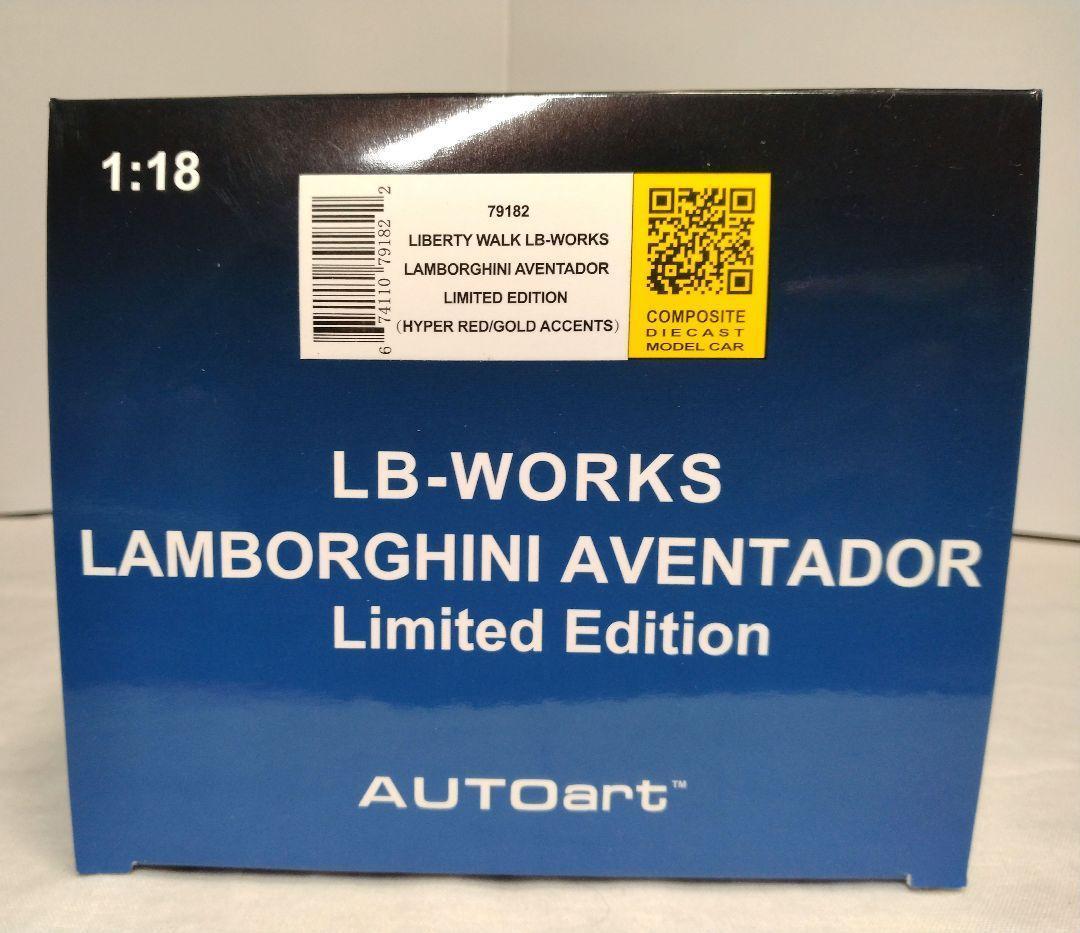 1:18
6 74110 79182 2
79182
LIBERTY WALK LB-WORKS
LAMBORGHINI AVENTADOR
LIMITED EDITION
(HYPER RED/GOLD ACCENTS)
COMPOSITE
DIECAST
MODEL CAR
LB-WORKS
LAMBORGHINI AVENTADOR
Limited Edition
AUTOart™